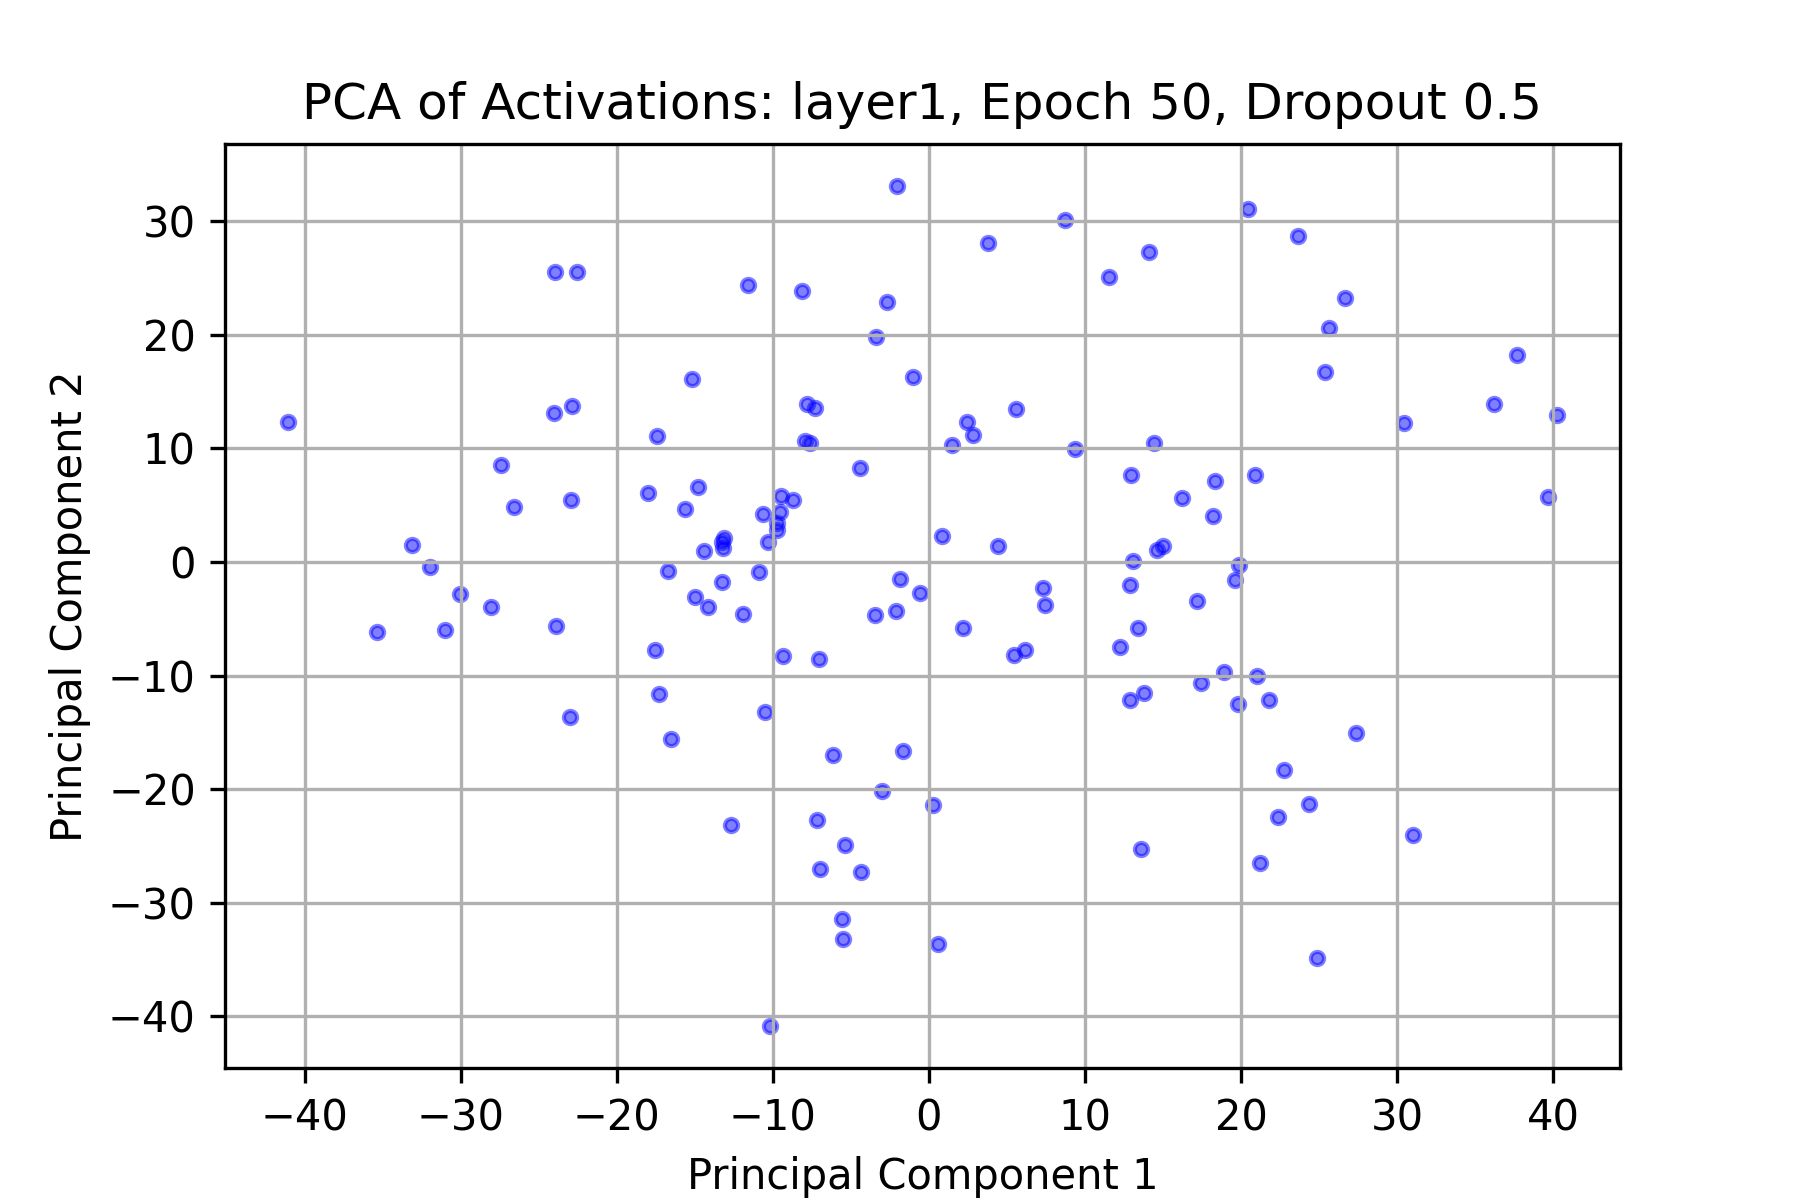 PCA of Activations: layer1, Epoch 50, Dropout 0.5
Principal Component 2
30
20
10
0
−10
−20
−30
−40
−40 −30 −20 −10 0 10 20 30 40
Principal Component 1